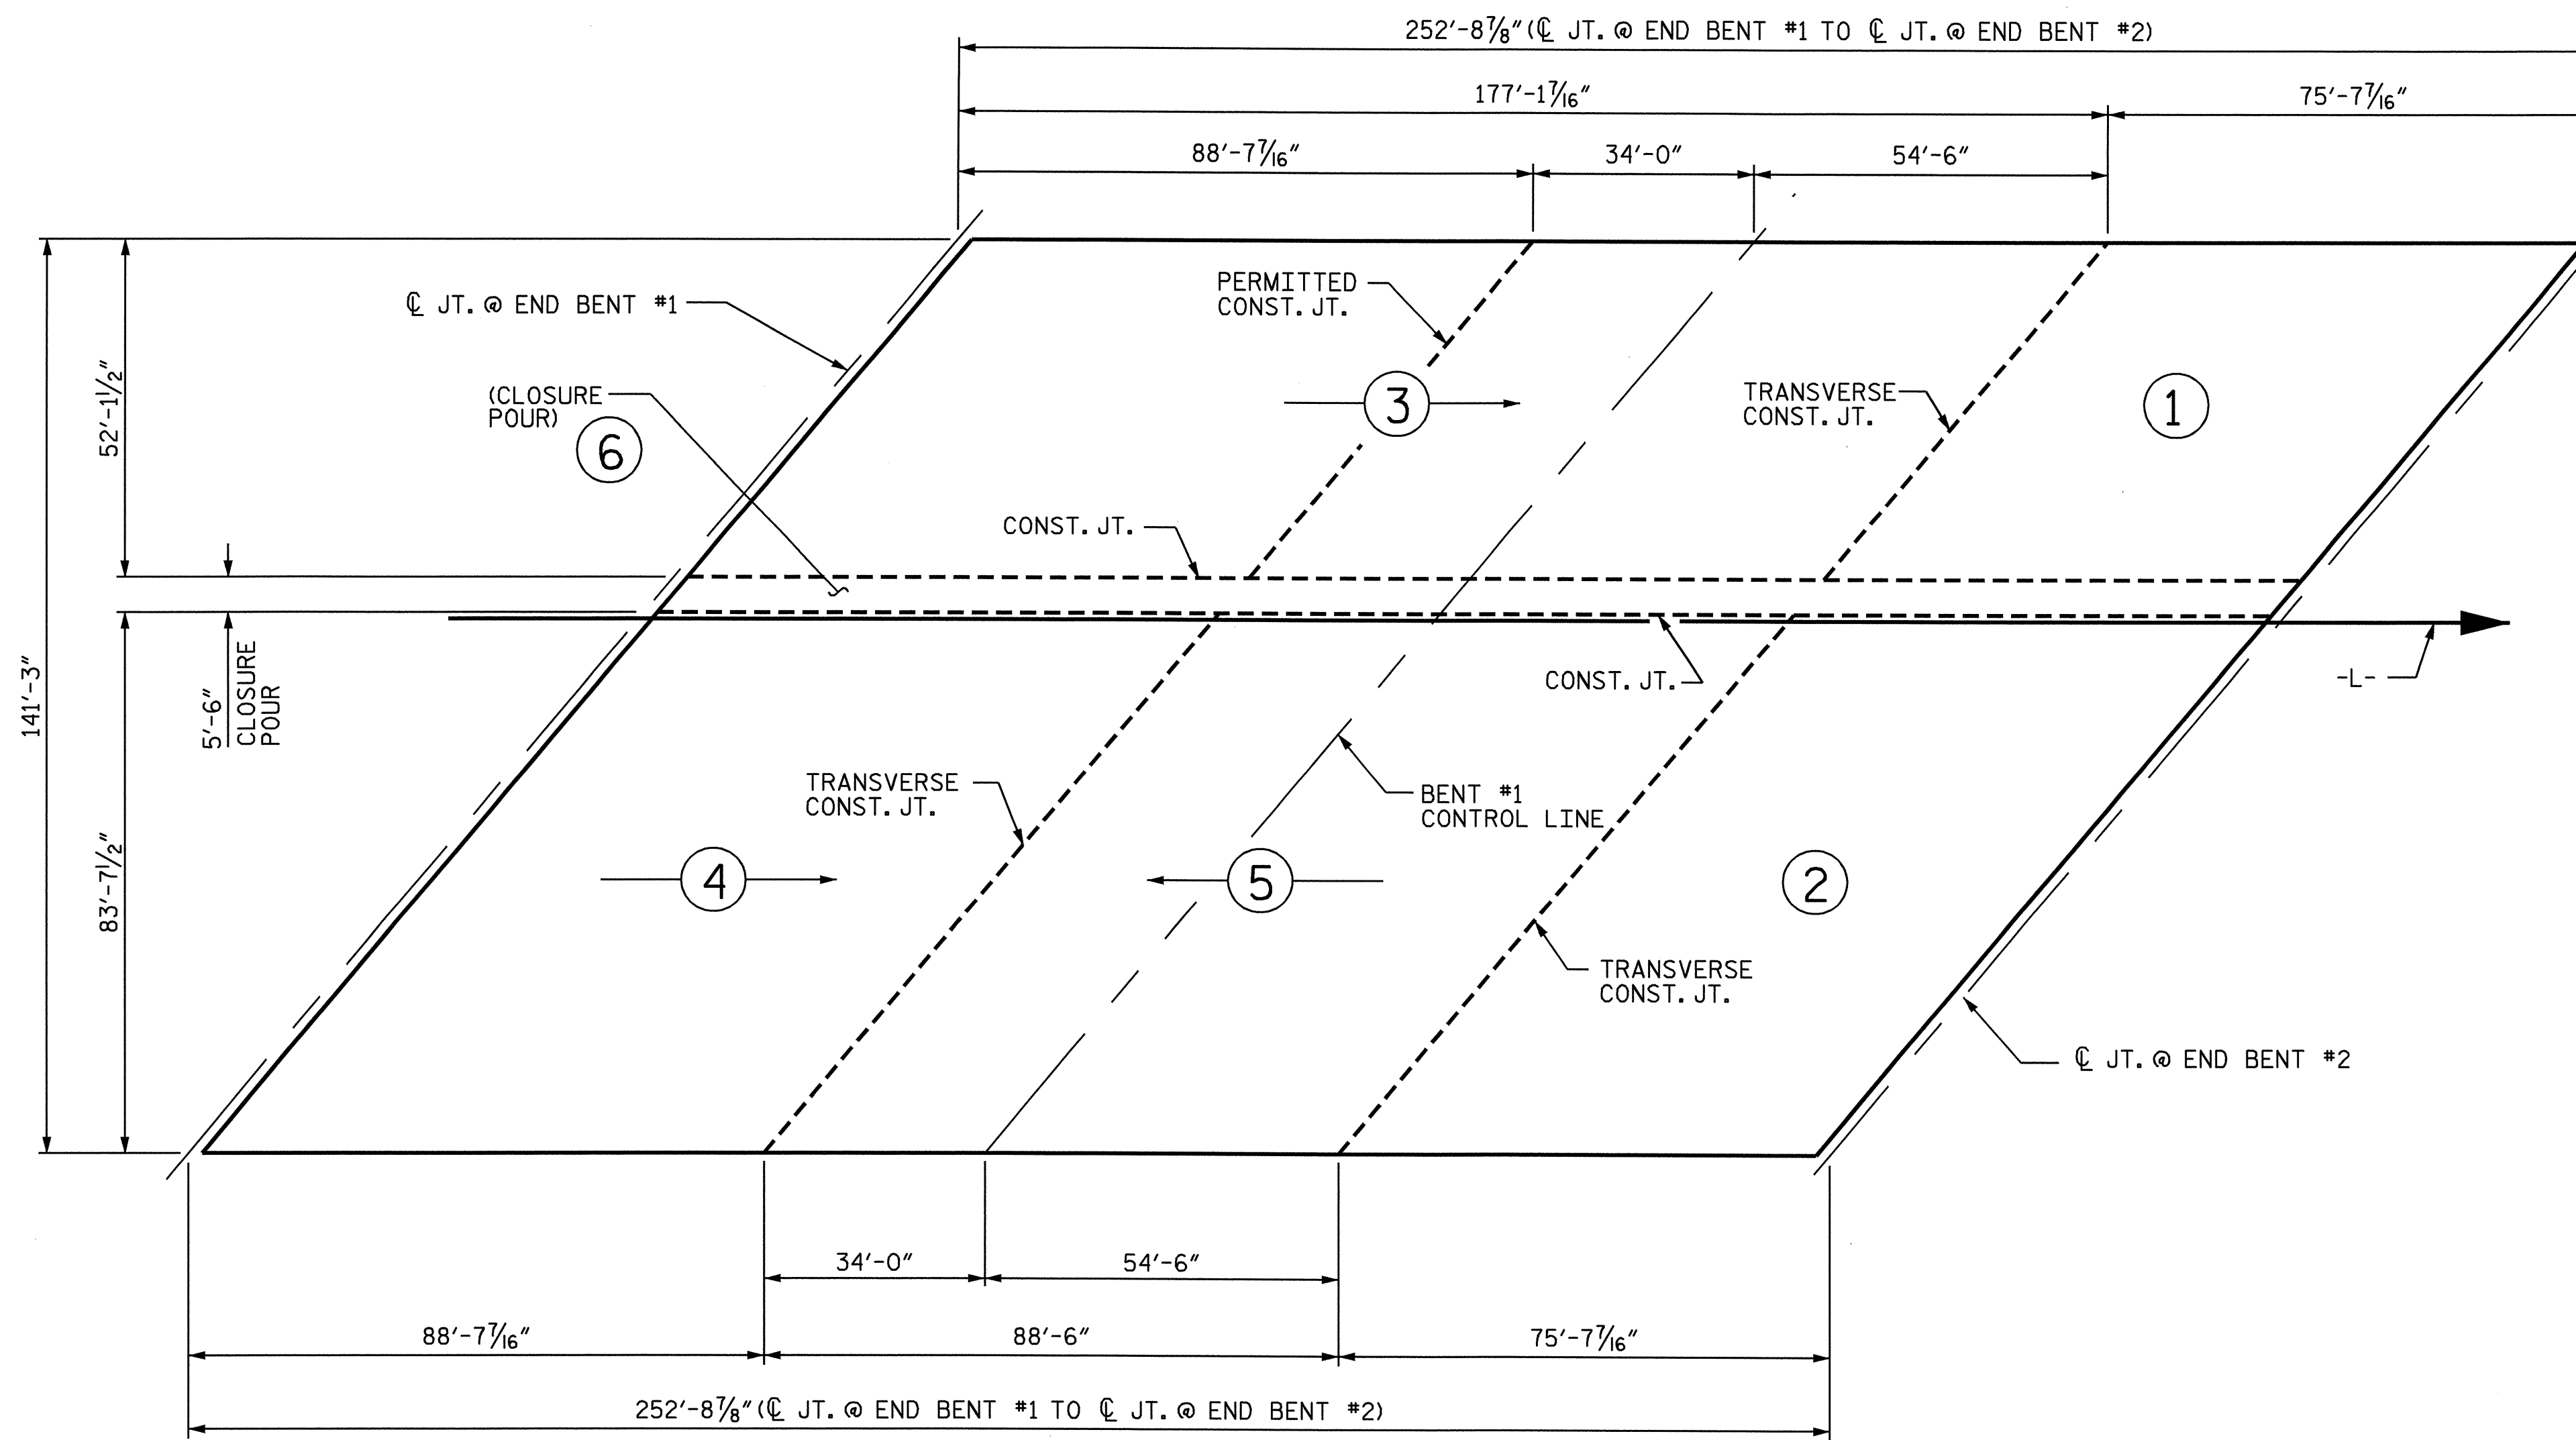 252'-8⅞" (℄ JT. @ END BENT #1 TO ℄ JT. @ END BENT #2)
177'-1 7/16"
75'-7 7/16"
88'-7 7/16"
34'-0"
54'-6"
PERMITTED
CONST. JT.
℄ JT. @ END BENT #1
52'-1½"
(CLOSURE
POUR)
6
3
TRANSVERSE
CONST. JT.
1
CONST. JT.
141'-3"
5'-6"
CLOSURE
POUR
CONST. JT.
-L-
TRANSVERSE
CONST. JT.
BENT #1
CONTROL LINE
83'-7½"
4
5
2
TRANSVERSE
CONST. JT.
℄ JT. @ END BENT #2
34'-0"
54'-6"
88'-7 7/16"
88'-6"
75'-7 7/16"
252'-8⅞" (℄ JT. @ END BENT #1 TO ℄ JT. @ END BENT #2)